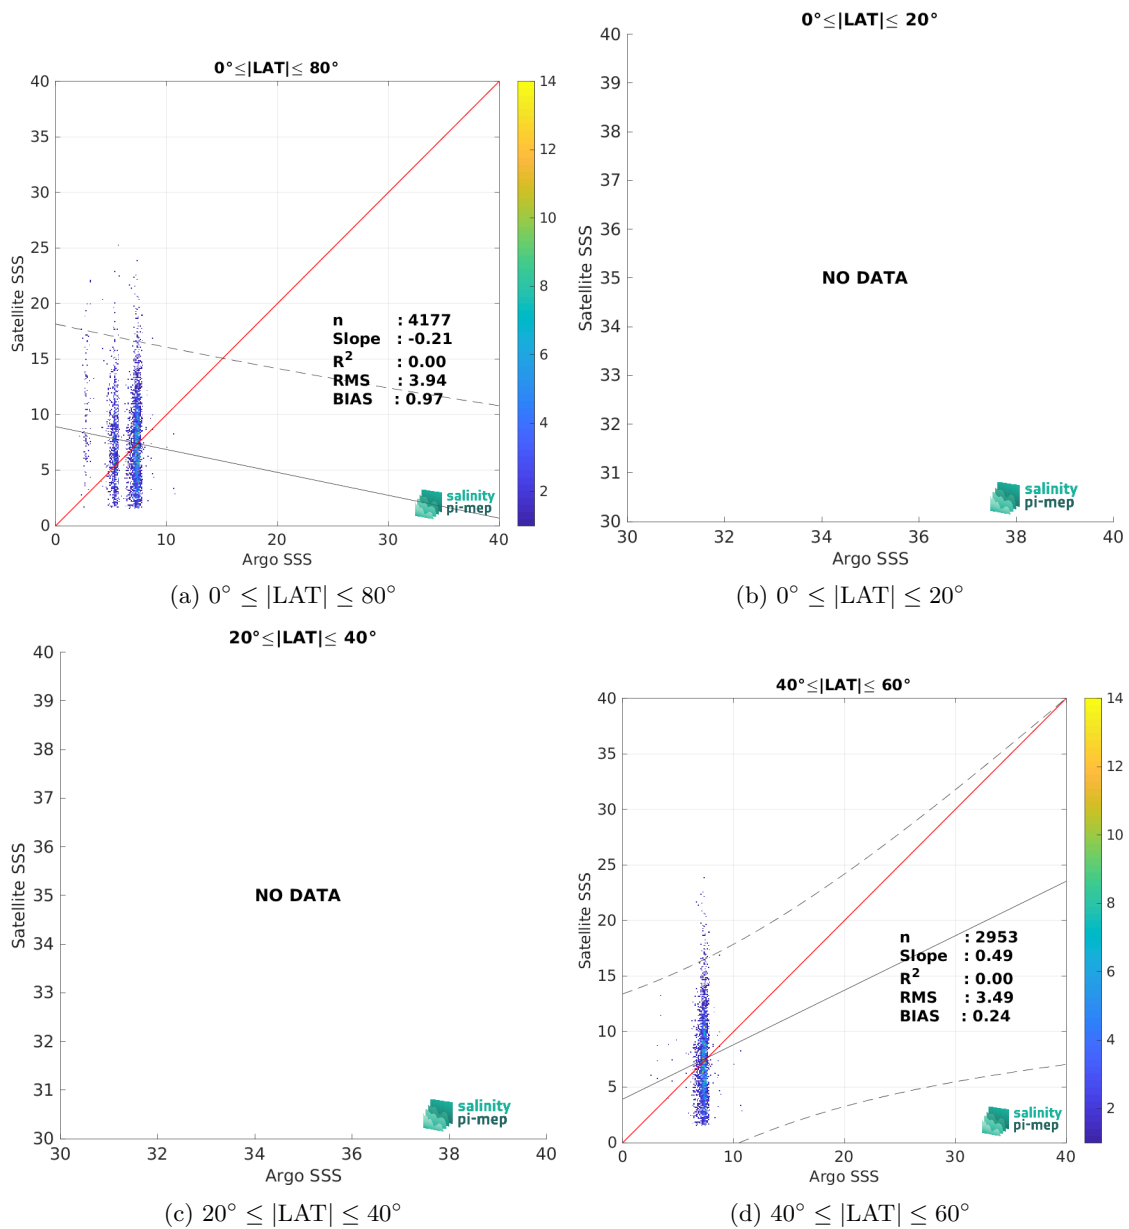 0°≤|LAT|≤ 80°
40
35
30
25
20
15
10
5
0
0
10
20
30
40
Satellite SSS
Argo SSS
n : 4177
Slope : -0.21
R² : 0.00
RMS : 3.94
BIAS : 0.97
salinity
pi-mep
14
12
10
8
6
4
2
(a) 0° ≤ |LAT| ≤ 80°
0°≤|LAT|≤ 20°
40
39
38
37
36
35
34
33
32
31
30
30
32
34
36
38
40
Satellite SSS
Argo SSS
NO DATA
salinity
pi-mep
(b) 0° ≤ |LAT| ≤ 20°
20°≤|LAT|≤ 40°
40
39
38
37
36
35
34
33
32
31
30
30
32
34
36
38
40
Satellite SSS
Argo SSS
NO DATA
salinity
pi-mep
(c) 20° ≤ |LAT| ≤ 40°
40°≤|LAT|≤ 60°
40
35
30
25
20
15
10
5
0
0
10
20
30
40
Satellite SSS
Argo SSS
n : 2953
Slope : 0.49
R² : 0.00
RMS : 3.49
BIAS : 0.24
salinity
pi-mep
14
12
10
8
6
4
2
(d) 40° ≤ |LAT| ≤ 60°